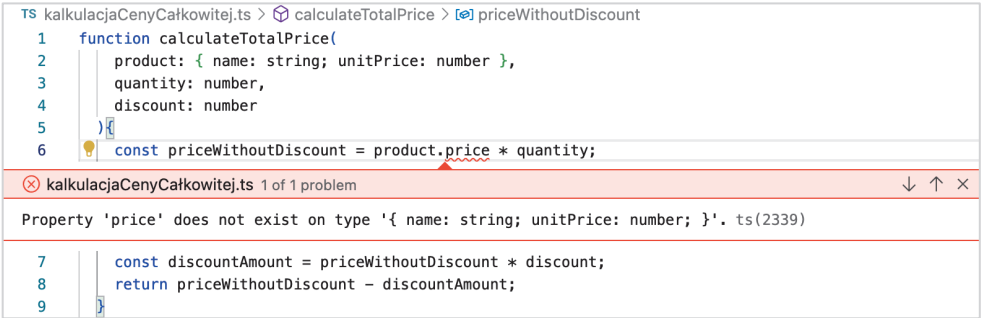 TS kalkulacjaCenyCałkowitej.ts > calculateTotalPrice > priceWithoutDiscount
1 function calculateTotalPrice(
2 product: { name: string; unitPrice: number },
3 quantity: number,
4 discount: number
5 ){
6 const priceWithoutDiscount = product.price * quantity;
kalkulacjaCenyCałkowitej.ts 1 of 1 problem
Property 'price' does not exist on type '{ name: string; unitPrice: number; }'. ts(2339)
7 const discountAmount = priceWithoutDiscount * discount;
8 return priceWithoutDiscount - discountAmount;
9 }